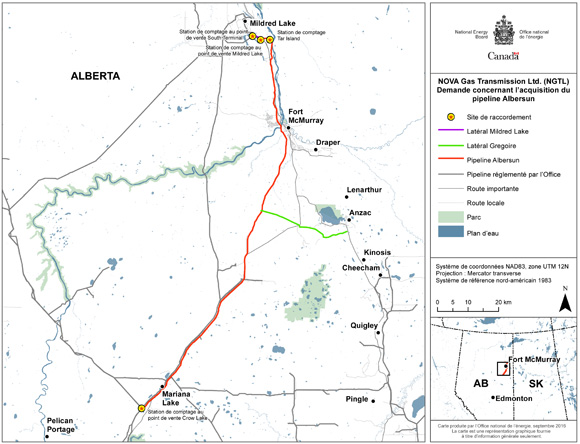 Mildred Lake
Station de comptage au point
de vente South Terminal
Station de comptage
Tar Island
Station de comptage au
point de vente Mildred Lake
ALBERTA
Fort
McMurray
Draper
Lenarthur
Anzac
Kinosis
Cheecham
Quigley
Mariana
Lake
Pingle
Station de comptage au
point de vente Crow Lake
Pelican
Portage
National Energy
Board
Office national
de l'énergie
Canada
NOVA Gas Transmission Ltd. (NGTL)
Demande concernant l'acquisition du
pipeline Albersun
Site de raccordement
Latéral Mildred Lake
Latéral Gregoire
Pipeline Albersun
Pipeline réglementé par l'Office
Route importante
Route locale
Parc
Plan d'eau
Système de coordonnées NAD83, zone UTM 12N
Projection : Mercator transverse
Système de référence nord-américain 1983
N
0
20 km
Fort McMurray
AB
SK
Edmonton
Carte produite par l'Office national de l'énergie, septembre 2015
La carte est une représentation graphique fournie
à titre d'information générale seulement.